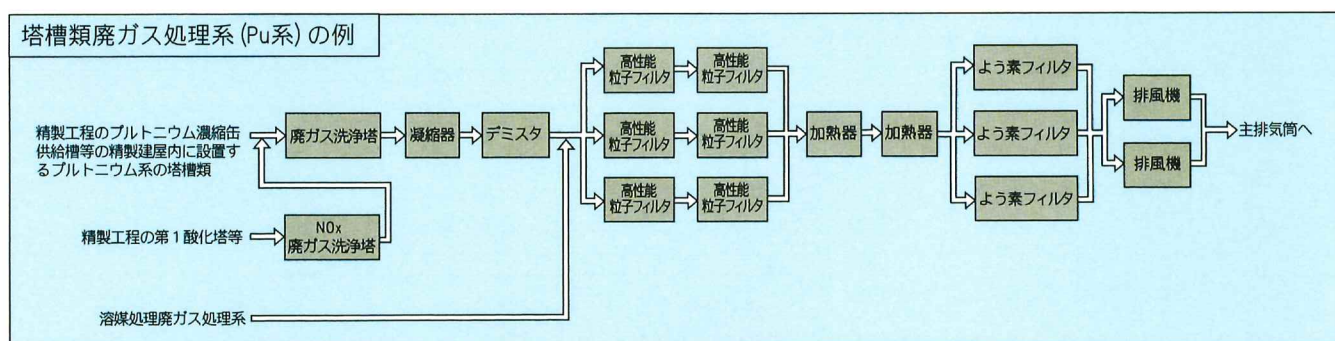 塔槽類廃ガス処理系(Pu系)の例
精製工程のプルトニウム濃縮缶
供給槽等の精製建屋内に設置す
るプルトニウム系の塔槽類
廃ガス洗浄塔
凝縮器
デミスタ
高性能
粒子フィルタ
高性能
粒子フィルタ
高性能
粒子フィルタ
高性能
粒子フィルタ
高性能
粒子フィルタ
高性能
粒子フィルタ
加熱器
加熱器
よう素フィルタ
よう素フィルタ
よう素フィルタ
排風機
排風機
主排気筒へ
精製工程の第1酸化塔等
NOx
廃ガス洗浄塔
溶媒処理廃ガス処理系